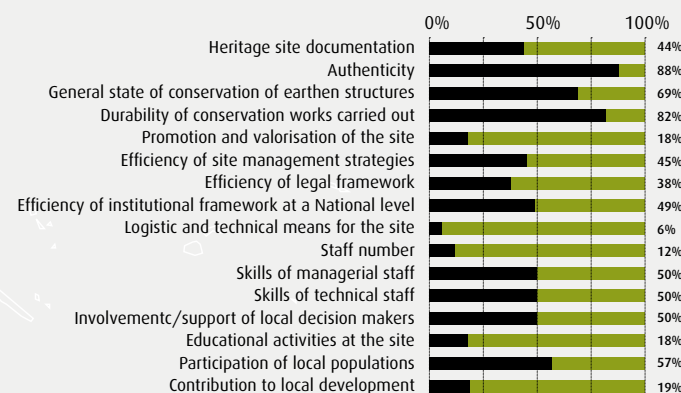 0% 50% 100%
Heritage site documentation 44%
Authenticity 88%
General state of conservation of earthen structures 69%
Durability of conservation works carried out 82%
Promotion and valorisation of the site 18%
Efficiency of site management strategies 45%
Efficiency of legal framework 38%
Efficiency of institutional framework at a National level 49%
Logistic and technical means for the site 6%
Staff number 12%
Skills of managerial staff 50%
Skills of technical staff 50%
Involvementc/support of local decision makers 50%
Educational activities at the site 18%
Participation of local populations 57%
Contribution to local development 19%